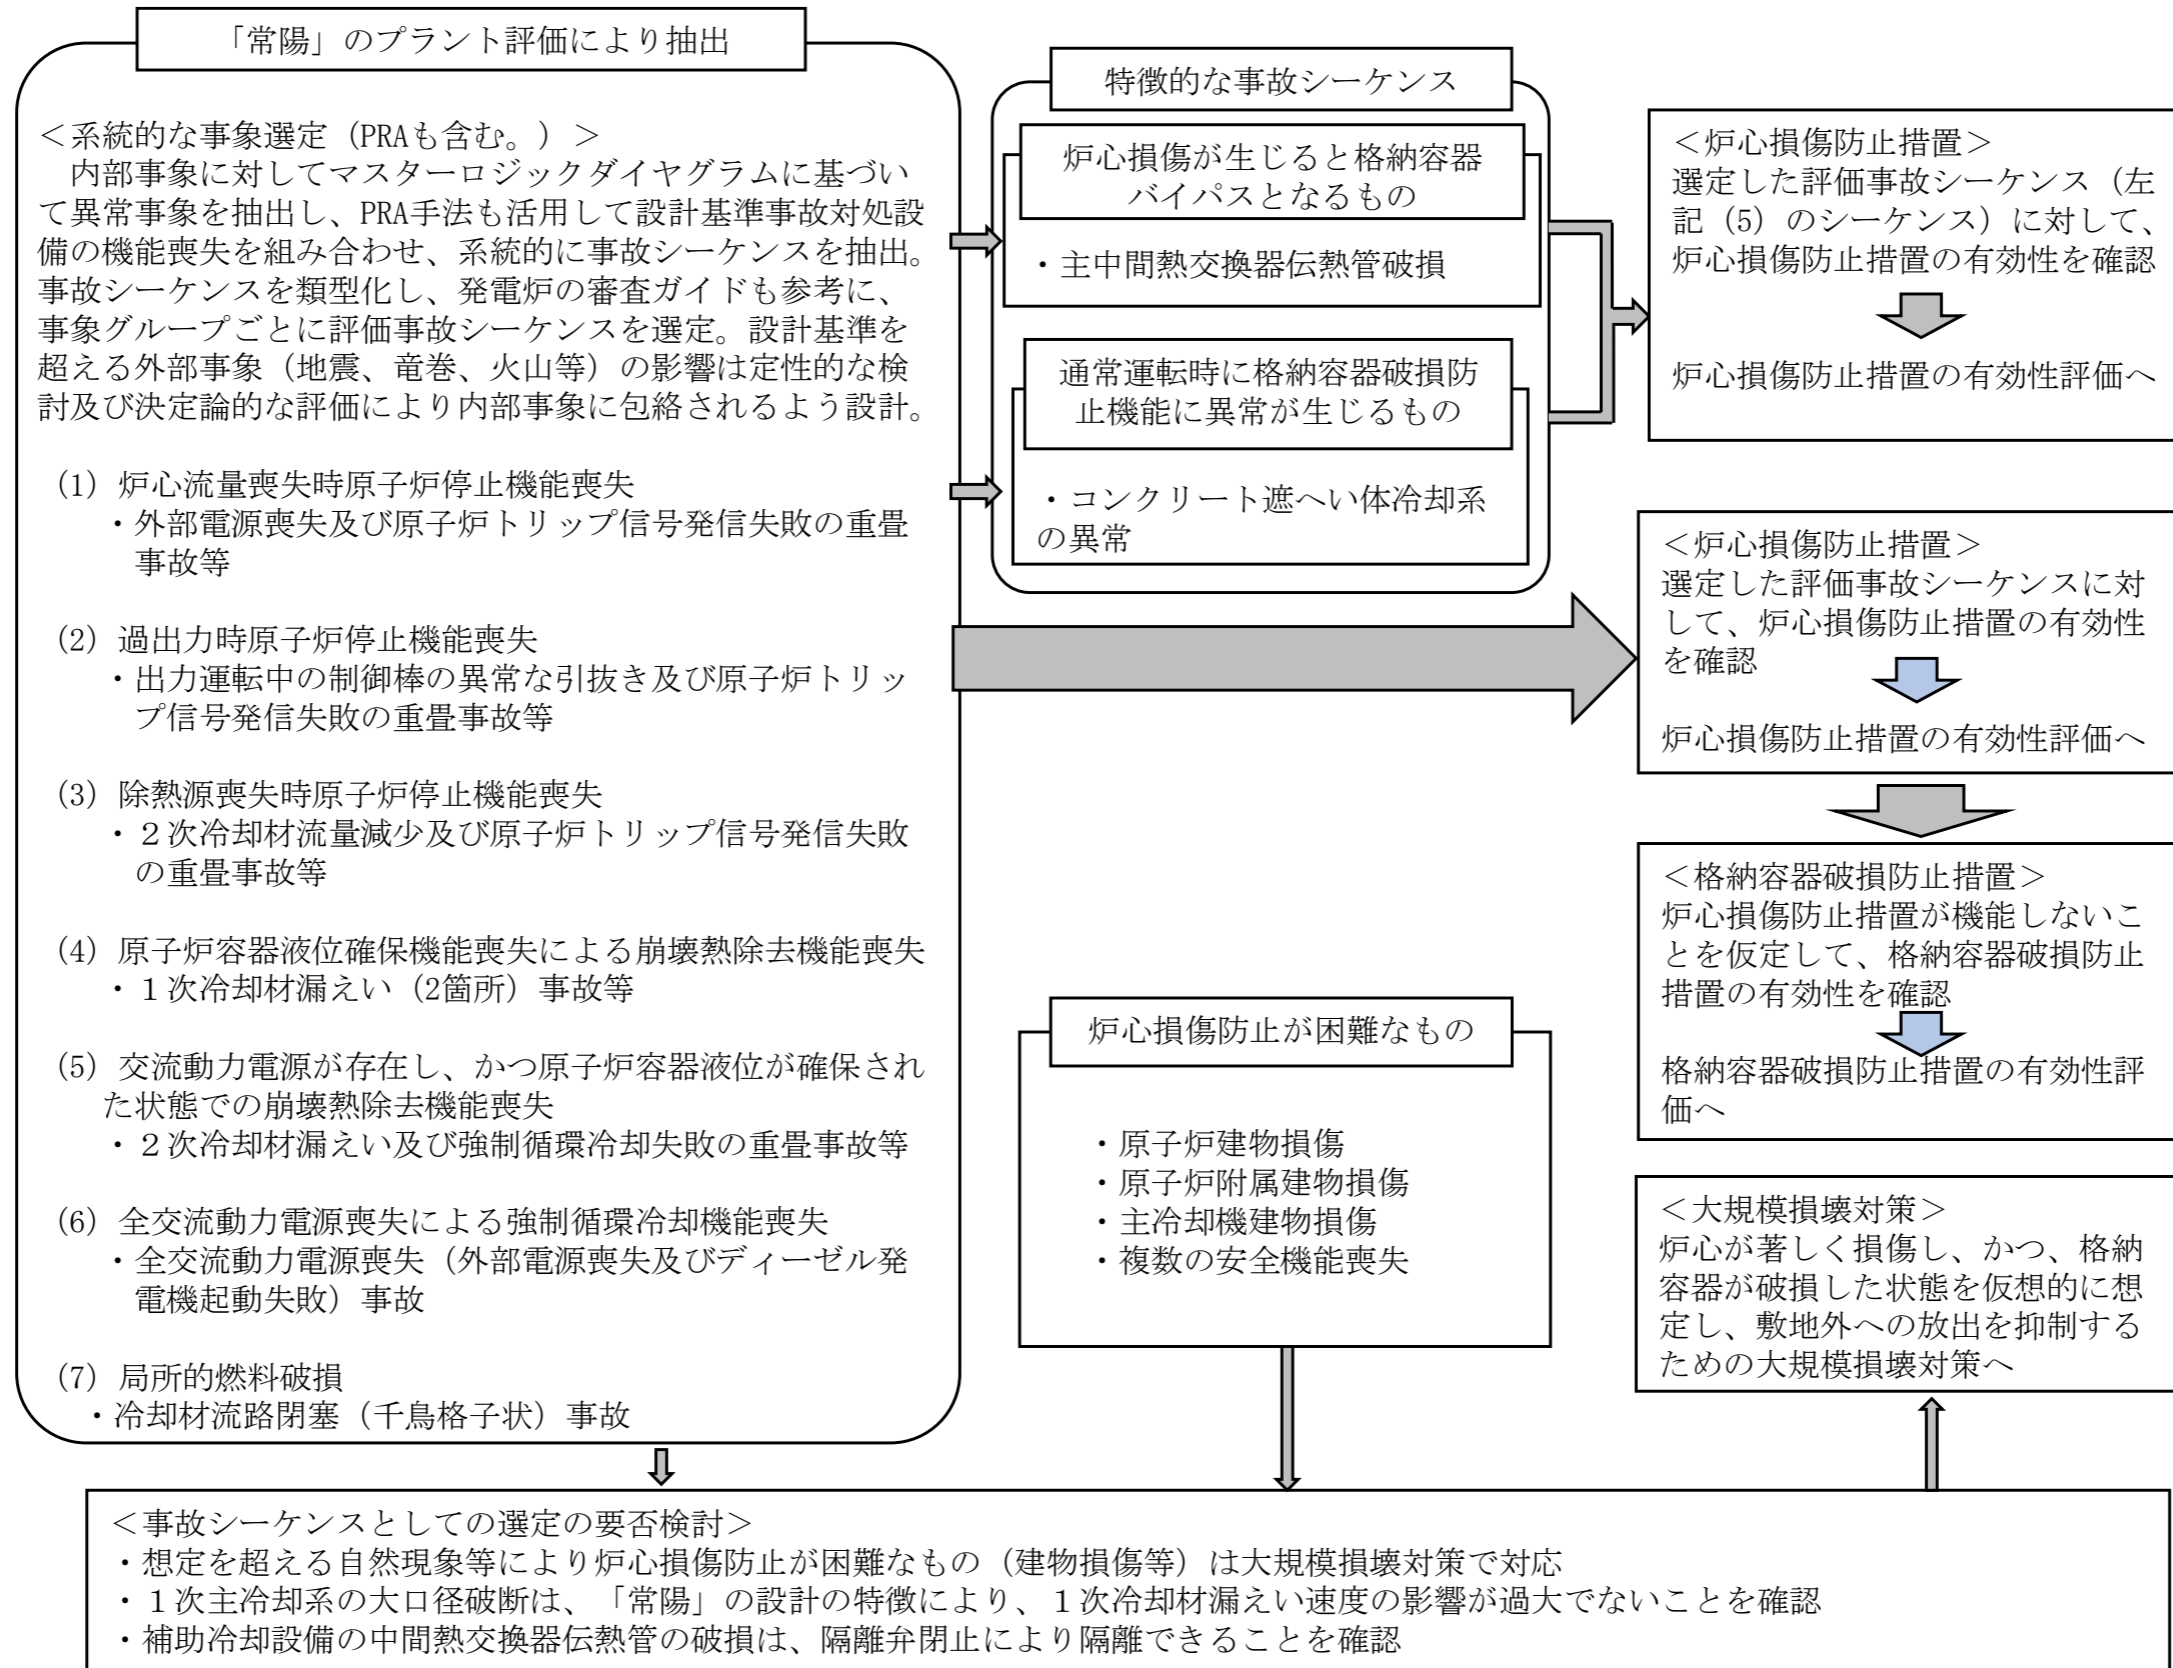 「常陽」のプラント評価により抽出
＜系統的な事象選定（PRAも含む。）＞
内部事象に対してマスターロジックダイヤグラムに基づい
て異常事象を抽出し、PRA手法も活用して設計基準事故対処設
備の機能喪失を組み合わせ、系統的に事故シーケンスを抽出。
事故シーケンスを類型化し、発電炉の審査ガイドも参考に、
事象グループごとに評価事故シーケンスを選定。設計基準を
超える外部事象（地震、竜巻、火山等）の影響は定性的な検
討及び決定論的な評価により内部事象に包絡されるよう設計。
(1) 炉心流量喪失時原子炉停止機能喪失
・外部電源喪失及び原子炉トリップ信号発信失敗の重畳
事故等
(2) 過出力時原子炉停止機能喪失
・出力運転中の制御棒の異常な引抜き及び原子炉トリッ
プ信号発信失敗の重畳事故等
(3) 除熱源喪失時原子炉停止機能喪失
・２次冷却材流量減少及び原子炉トリップ信号発信失敗
の重畳事故等
(4) 原子炉容器液位確保機能喪失による崩壊熱除去機能喪失
・１次冷却材漏えい（2箇所）事故等
(5) 交流動力電源が存在し、かつ原子炉容器液位が確保され
た状態での崩壊熱除去機能喪失
・２次冷却材漏えい及び強制循環冷却失敗の重畳事故等
(6) 全交流動力電源喪失による強制循環冷却機能喪失
・全交流動力電源喪失（外部電源喪失及びディーゼル発
電機起動失敗）事故
(7) 局所的燃料破損
・冷却材流路閉塞（千鳥格子状）事故
特徴的な事故シーケンス
炉心損傷が生じると格納容器
バイパスとなるもの
・主中間熱交換器伝熱管破損
通常運転時に格納容器破損防
止機能に異常が生じるもの
・コンクリート遮へい体冷却系
の異常
炉心損傷防止が困難なもの
・原子炉建物損傷
・原子炉附属建物損傷
・主冷却機建物損傷
・複数の安全機能喪失
＜炉心損傷防止措置＞
選定した評価事故シーケンス（左
記（5）のシーケンス）に対して、
炉心損傷防止措置の有効性を確認
炉心損傷防止措置の有効性評価へ
＜炉心損傷防止措置＞
選定した評価事故シーケンスに対
して、炉心損傷防止措置の有効性
を確認
炉心損傷防止措置の有効性評価へ
＜格納容器破損防止措置＞
炉心損傷防止措置が機能しないこ
とを仮定して、格納容器破損防止
措置の有効性を確認
格納容器破損防止措置の有効性評
価へ
＜大規模損壊対策＞
炉心が著しく損傷し、かつ、格納
容器が破損した状態を仮想的に想
定し、敷地外への放出を抑制する
ための大規模損壊対策へ
＜事故シーケンスとしての選定の要否検討＞
・想定を超える自然現象等により炉心損傷防止が困難なもの（建物損傷等）は大規模損壊対策で対応
・１次主冷却系の大口径破断は、「常陽」の設計の特徴により、１次冷却材漏えい速度の影響が過大でないことを確認
・補助冷却設備の中間熱交換器伝熱管の破損は、隔離弁閉止により隔離できることを確認